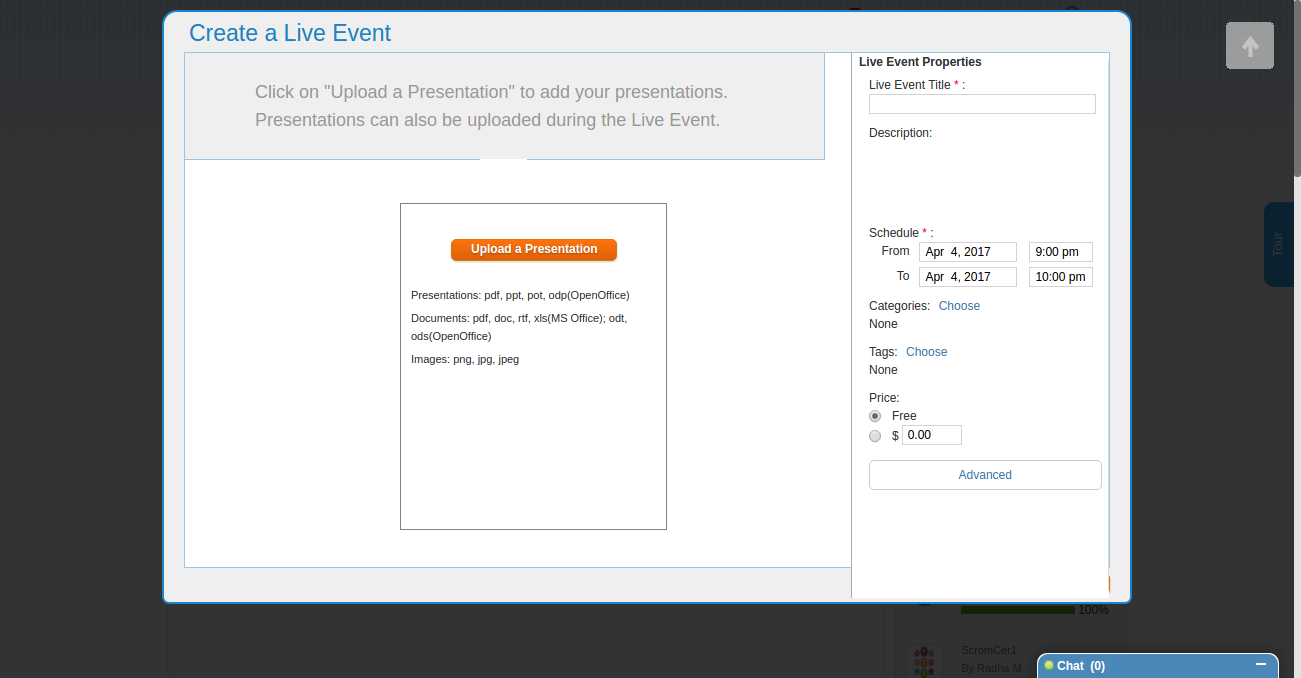 Create a Live Event
Click on "Upload a Presentation" to add your presentations.
Presentations can also be uploaded during the Live Event.
Upload a Presentation
Presentations: pdf, ppt, pot, odp(OpenOffice)
Documents: pdf, doc, rtf, xls(MS Office); odt,
ods(OpenOffice)
Images: png, jpg, jpeg
Live Event Properties
Live Event Title * :
Description:
Schedule * :
From Apr 4, 2017 9:00 pm
To Apr 4, 2017 10:00 pm
Categories: Choose
None
Tags: Choose
None
Price:
Free
$ 0.00
Advanced
Tour
100%
ScromCer1
By Radha M
Chat (0)